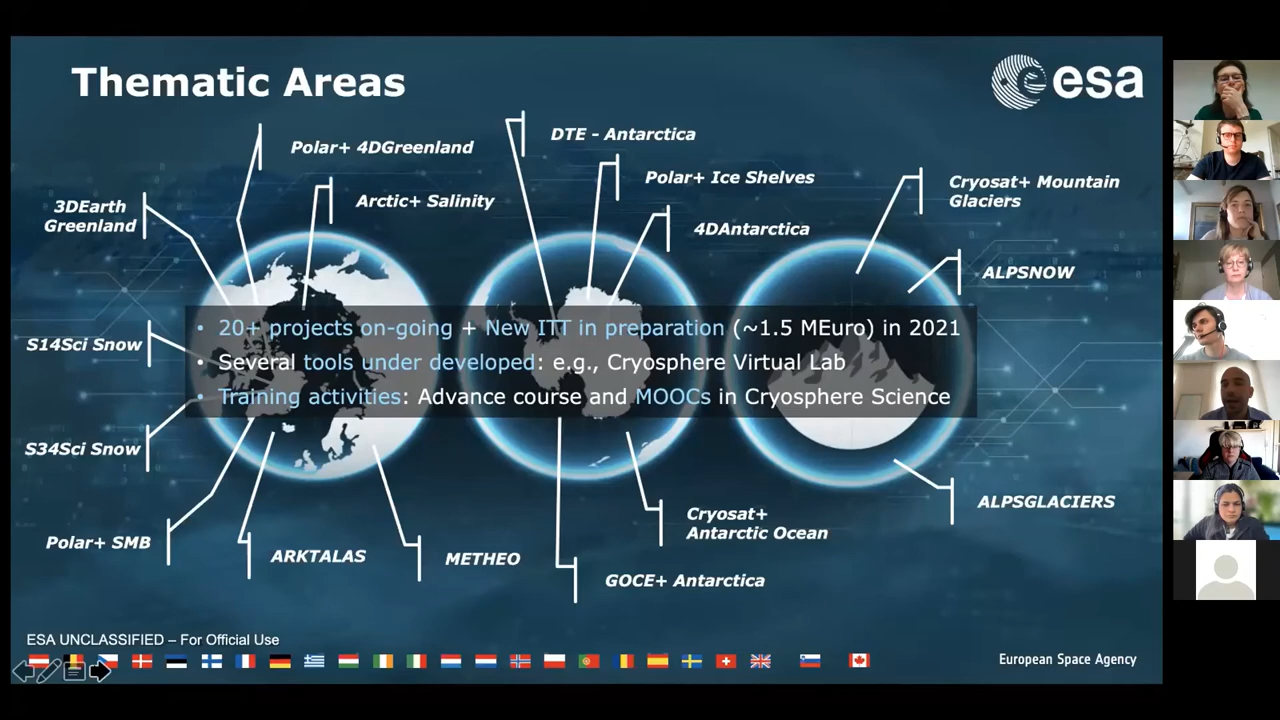 Thematic Areas
esa
Polar+ 4DGreenland
DTE - Antarctica
Polar+ Ice Shelves
Cryosat+ Mountain
Glaciers
3DEarth
Greenland
Arctic+ Salinity
4DAntarctica
ALPSNOW
• 20+ projects on-going + New ITT in preparation (~1.5 MEuro) in 2021
S14Sci Snow
• Several tools under developed: e.g., Cryosphere Virtual Lab
• Training activities: Advance course and MOOCs in Cryosphere Science
S34Sci Snow
ALPSGLACIERS
Cryosat+
Antarctic Ocean
Polar+ SMB
ARKTALAS
METHEO
GOCE+ Antarctica
ESA UNCLASSIFIED – For Official Use
European Space Agency